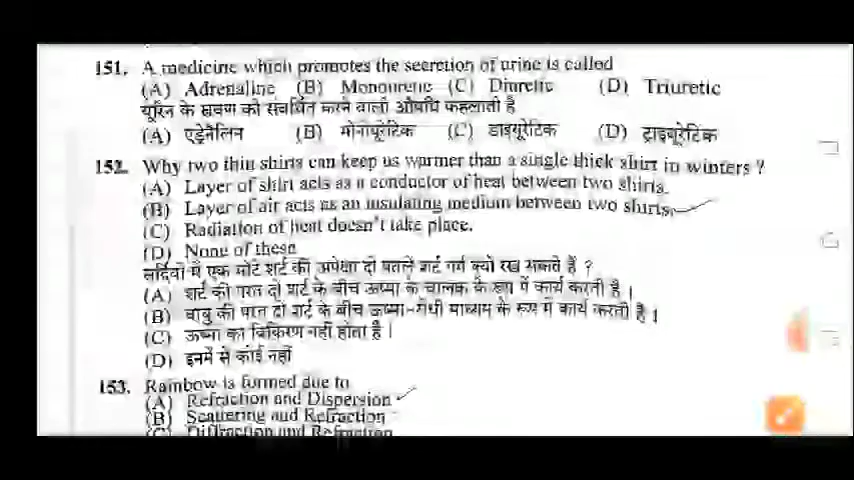 151. A medicine which promotes the secretion of urine is called
(A) Adrenaline (B) Monouretic (C) Diuretic (D) Triuretic
यूरिन के स्रवण को संवर्धित करने वाली औषधि कहलाती है
(A) एड्रेनैलिन (B) मोनोयूरेटिक (C) डाइयूरेटिक (D) ट्राइयूरेटिक
152. Why two thin shirts can keep us warmer than a single thick shirt in winters ?
(A) Layer of shirt acts as a conductor of heat between two shirts.
(B) Layer of air acts as an insulating medium between two shirts.
(C) Radiation of heat doesn't take place.
(D) None of these
सर्दियों में एक मोटे शर्ट की अपेक्षा दो पतले शर्ट गर्म क्यों रख सकते हैं ?
(A) शर्ट की परत दो शर्ट के बीच ऊष्मा के चालक के रूप में कार्य करती है ।
(B) वायु की परत दो शर्ट के बीच ऊष्मा-रोधी माध्यम के रूप में कार्य करती है ।
(C) ऊष्मा का विकिरण नहीं होता है ।
(D) इनमें से कोई नहीं
153. Rainbow is formed due to
(A) Refraction and Dispersion
(B) Scattering and Refraction
(C) Diffraction and Refraction